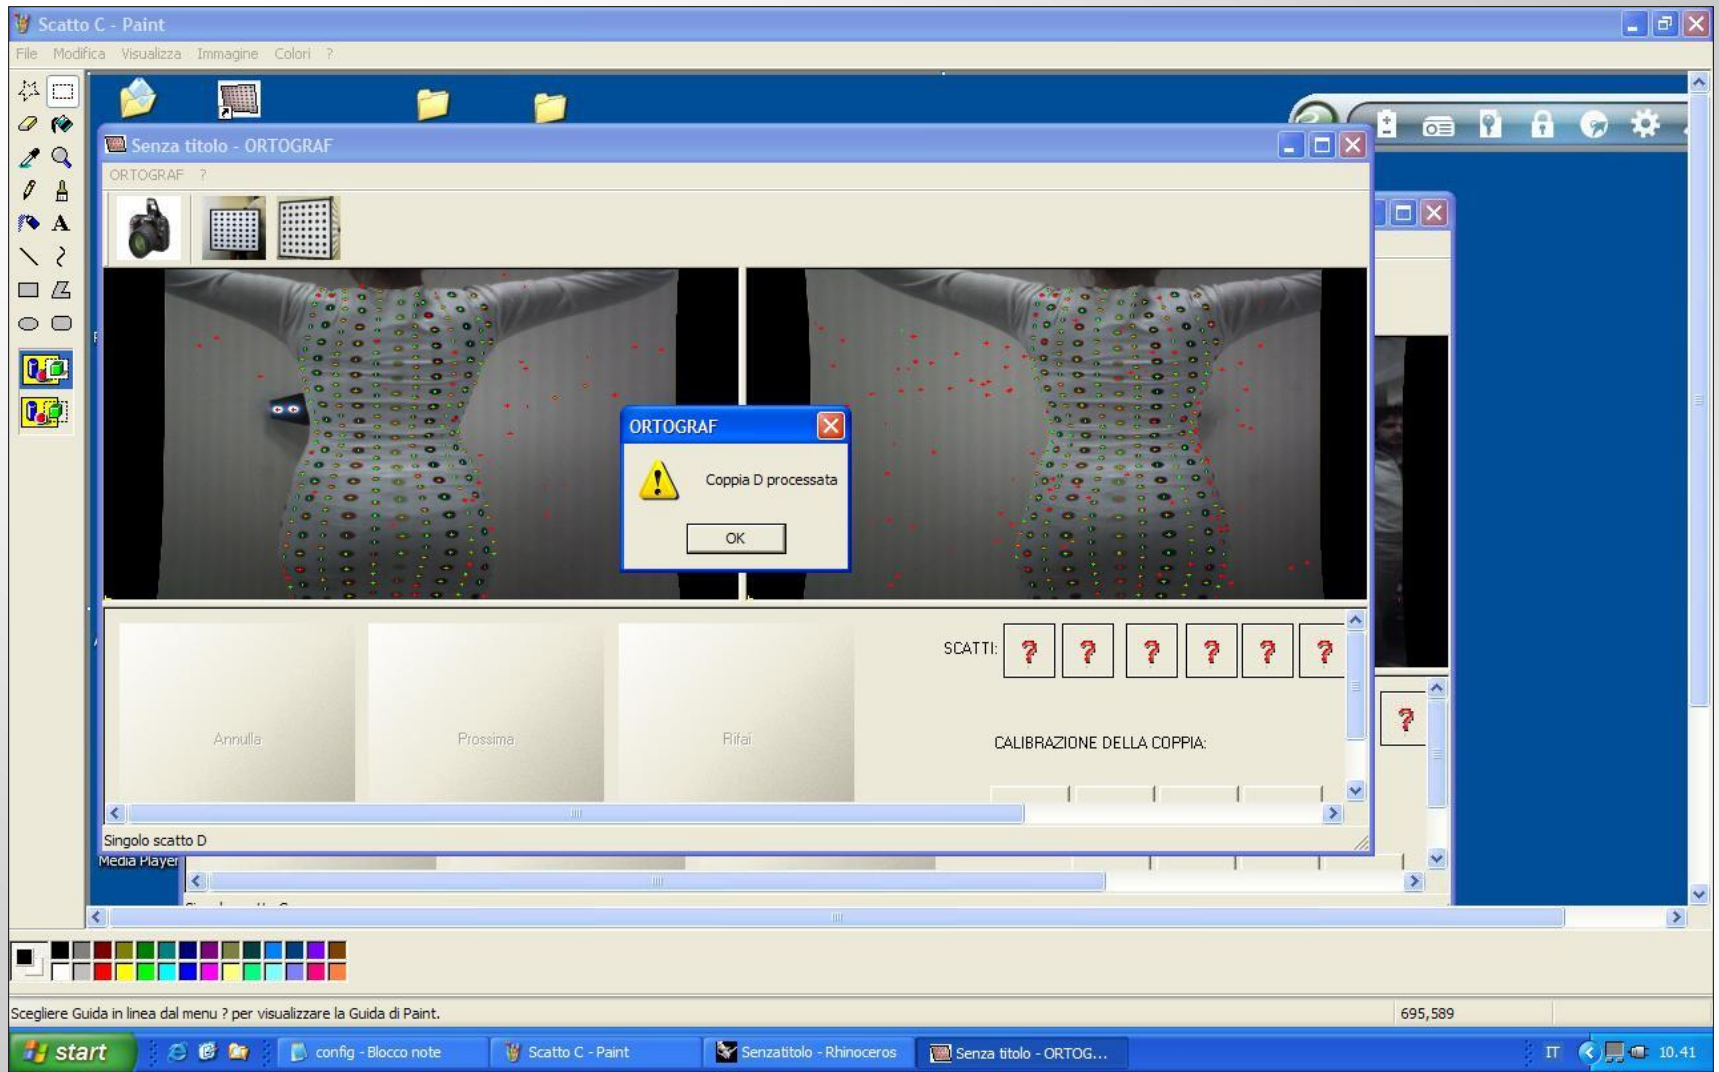 Scatto C - Paint
File Modifica Visualizza Immagine Colori ?
Senza titolo - ORTOGRAF
ORTOGRAF ?
ORTOGRAF
Coppia D processata
OK
SCATTI: ? ? ? ? ? ?
?
Annulla Prossima Rifai
CALIBRAZIONE DELLA COPPIA:
Singolo scatto D
Media Player
Scegliere Guida in linea dal menu ? per visualizzare la Guida di Paint.
695,589
start config - Blocco note Scatto C - Paint Senzatitolo - Rhinoceros Senza titolo - ORTOG... IT 10.41